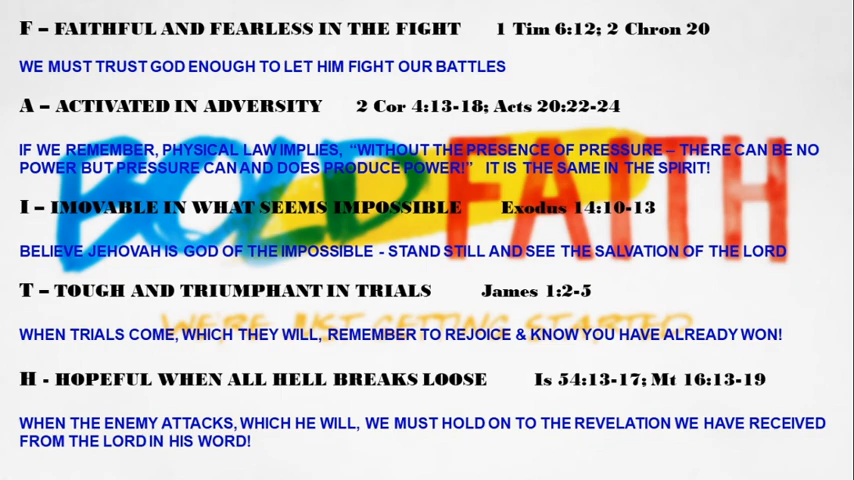 F – FAITHFUL AND FEARLESS IN THE FIGHT 1 Tim 6:12; 2 Chron 20
WE MUST TRUST GOD ENOUGH TO LET HIM FIGHT OUR BATTLES
A – ACTIVATED IN ADVERSITY 2 Cor 4:13-18; Acts 20:22-24
IF WE REMEMBER, PHYSICAL LAW IMPLIES, “WITHOUT THE PRESENCE OF PRESSURE – THERE CAN BE NO
POWER BUT PRESSURE CAN AND DOES PRODUCE POWER!” IT IS THE SAME IN THE SPIRIT!
BOLD FAITH
I – IMOVABLE IN WHAT SEEMS IMPOSSIBLE Exodus 14:10-13
BELIEVE JEHOVAH IS GOD OF THE IMPOSSIBLE - STAND STILL AND SEE THE SALVATION OF THE LORD
T – TOUGH AND TRIUMPHANT IN TRIALS James 1:2-5
WE'RE JUST GETTING STARTED
WHEN TRIALS COME, WHICH THEY WILL, REMEMBER TO REJOICE & KNOW YOU HAVE ALREADY WON!
H - HOPEFUL WHEN ALL HELL BREAKS LOOSE Is 54:13-17; Mt 16:13-19
WHEN THE ENEMY ATTACKS, WHICH HE WILL, WE MUST HOLD ON TO THE REVELATION WE HAVE RECEIVED
FROM THE LORD IN HIS WORD!